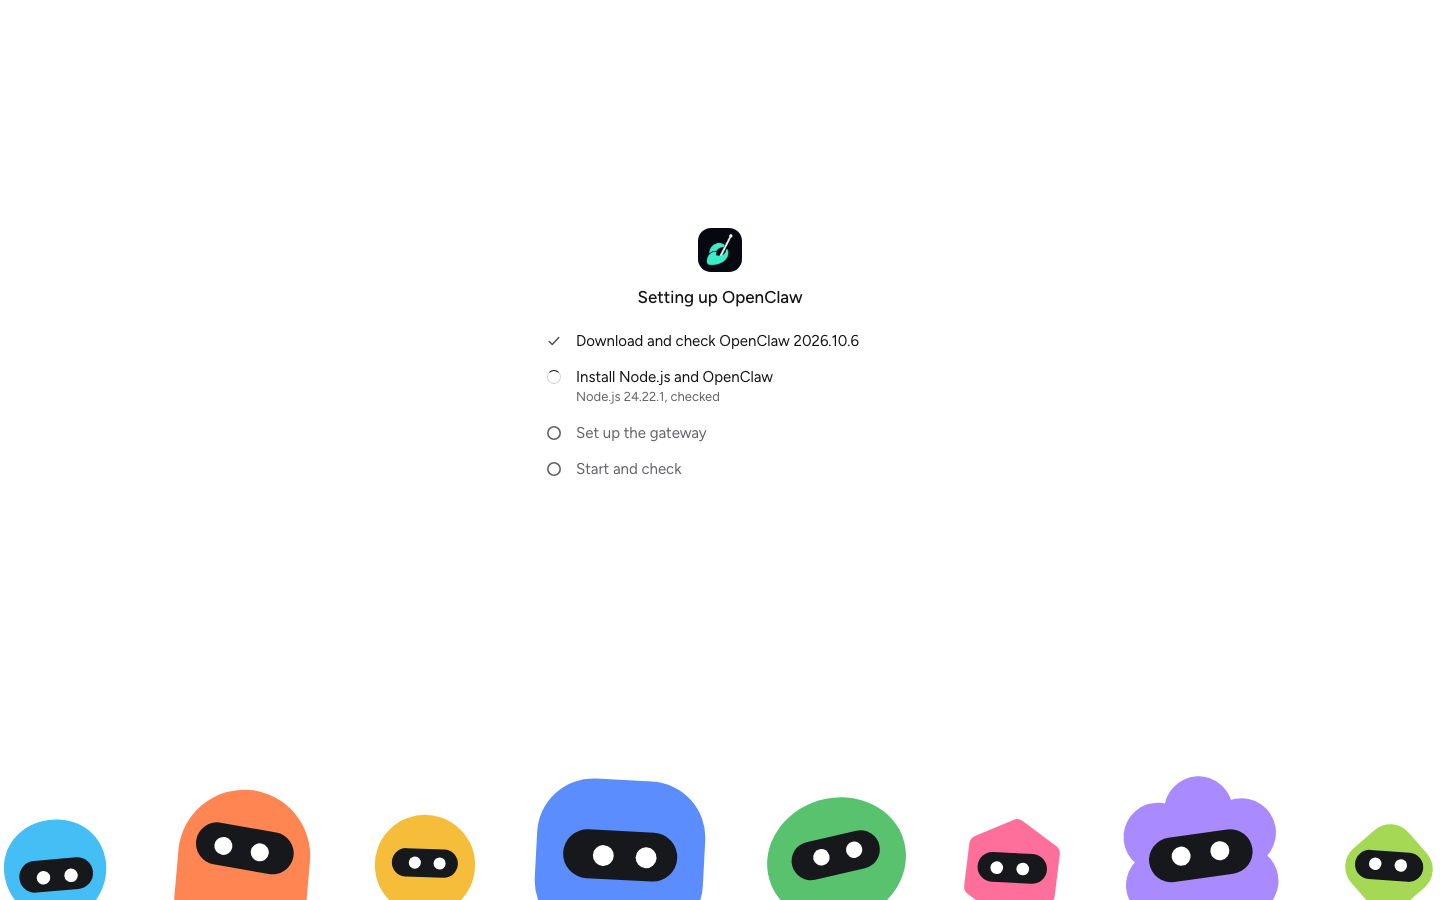 Setting up OpenClaw
Download and check OpenClaw 2026.10.6
Install Node.js and OpenClaw
Node.js 24.22.1, checked
Set up the gateway
Start and check